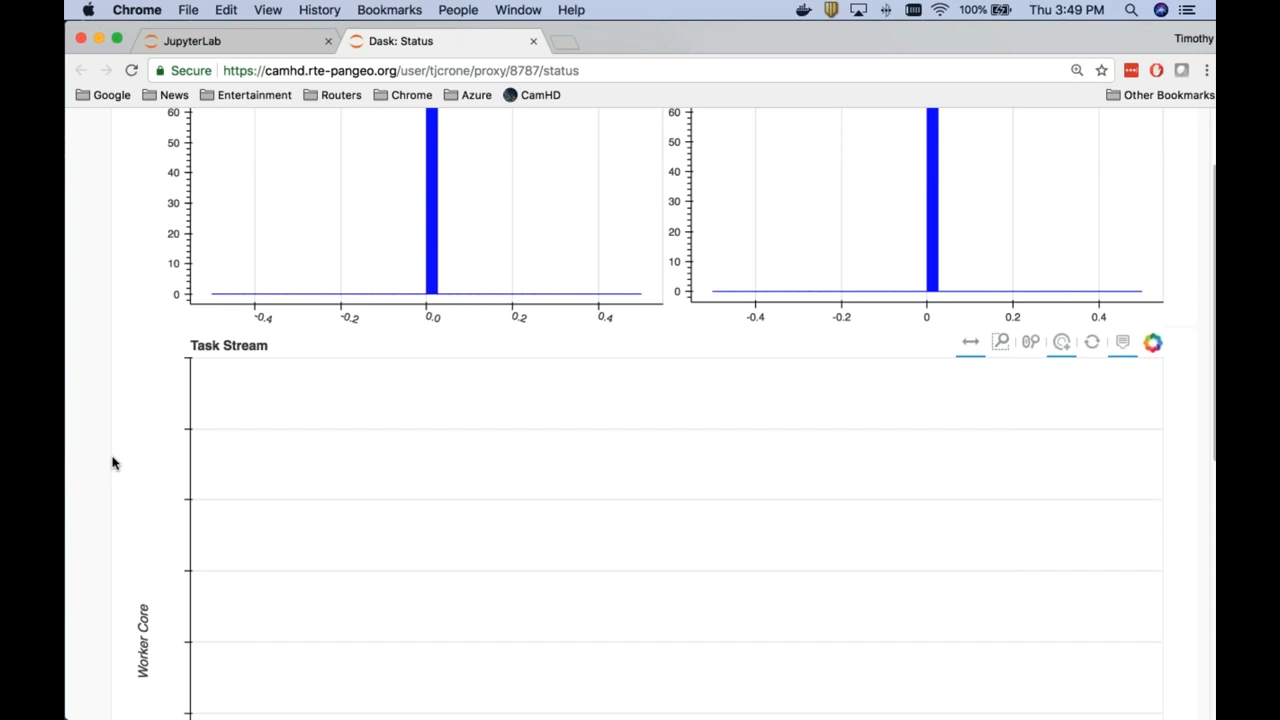 Chrome File Edit View History Bookmarks People Window Help 100% Thu 3:49 PM
JupyterLab Dask: Status Timothy
Secure https://camhd.rte-pangeo.org/user/tjcrone/proxy/8787/status
Google News Entertainment Routers Chrome Azure CamHD Other Bookmarks
60 60
50 50
40 40
30 30
20 20
10 10
0 0
-0.4 -0.2 0.0 0.2 0.4 -0.4 -0.2 0 0.2 0.4
Task Stream
Worker Core